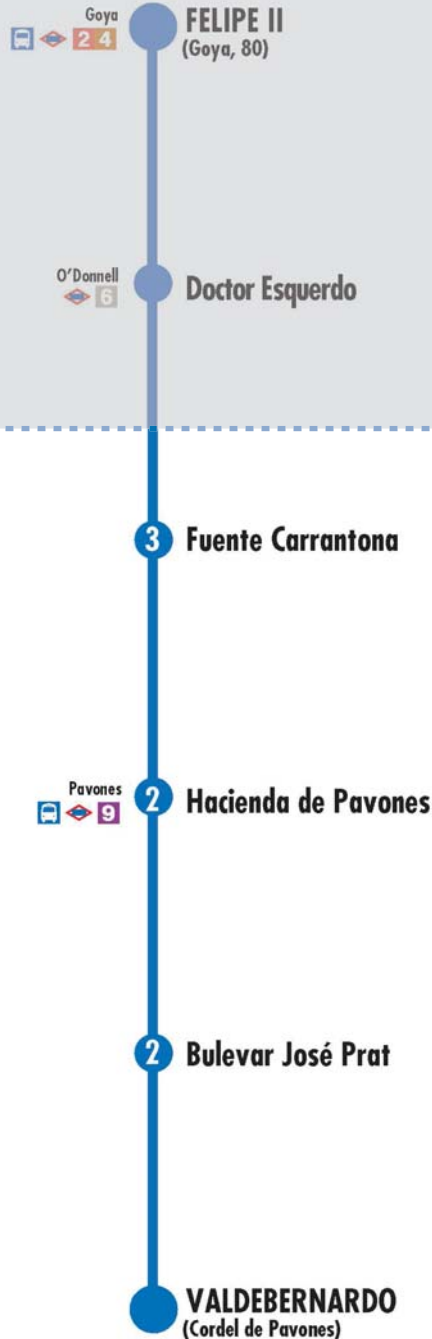 Goya
2 4
FELIPE II
(Goya, 80)
O'Donnell
6
Doctor Esquerdo
3
Fuente Carrantona
Pavones
9
2
Hacienda de Pavones
2
Bulevar José Prat
VALDEBERNARDO
(Cordel de Pavones)